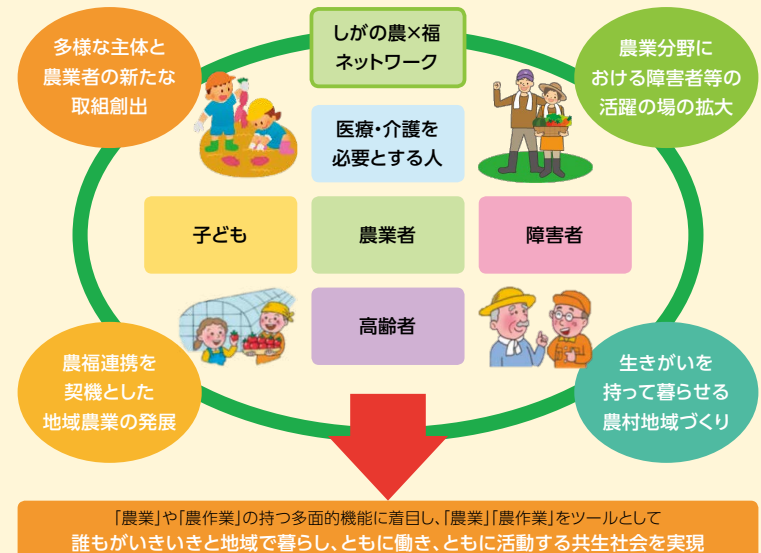 多様な主体と
農業者の新たな
取組創出
しがの農×福
ネットワーク
農業分野に
おける障害者等の
活躍の場の拡大
医療・介護を
必要とする人
子ども
農業者
障害者
高齢者
農福連携を
契機とした
地域農業の発展
生きがいを
持って暮らせる
農村地域づくり
「農業」や「農作業」の持つ多面的機能に着目し、「農業」「農作業」をツールとして
誰もがいきいきと地域で暮らし、ともに働き、ともに活動する共生社会を実現